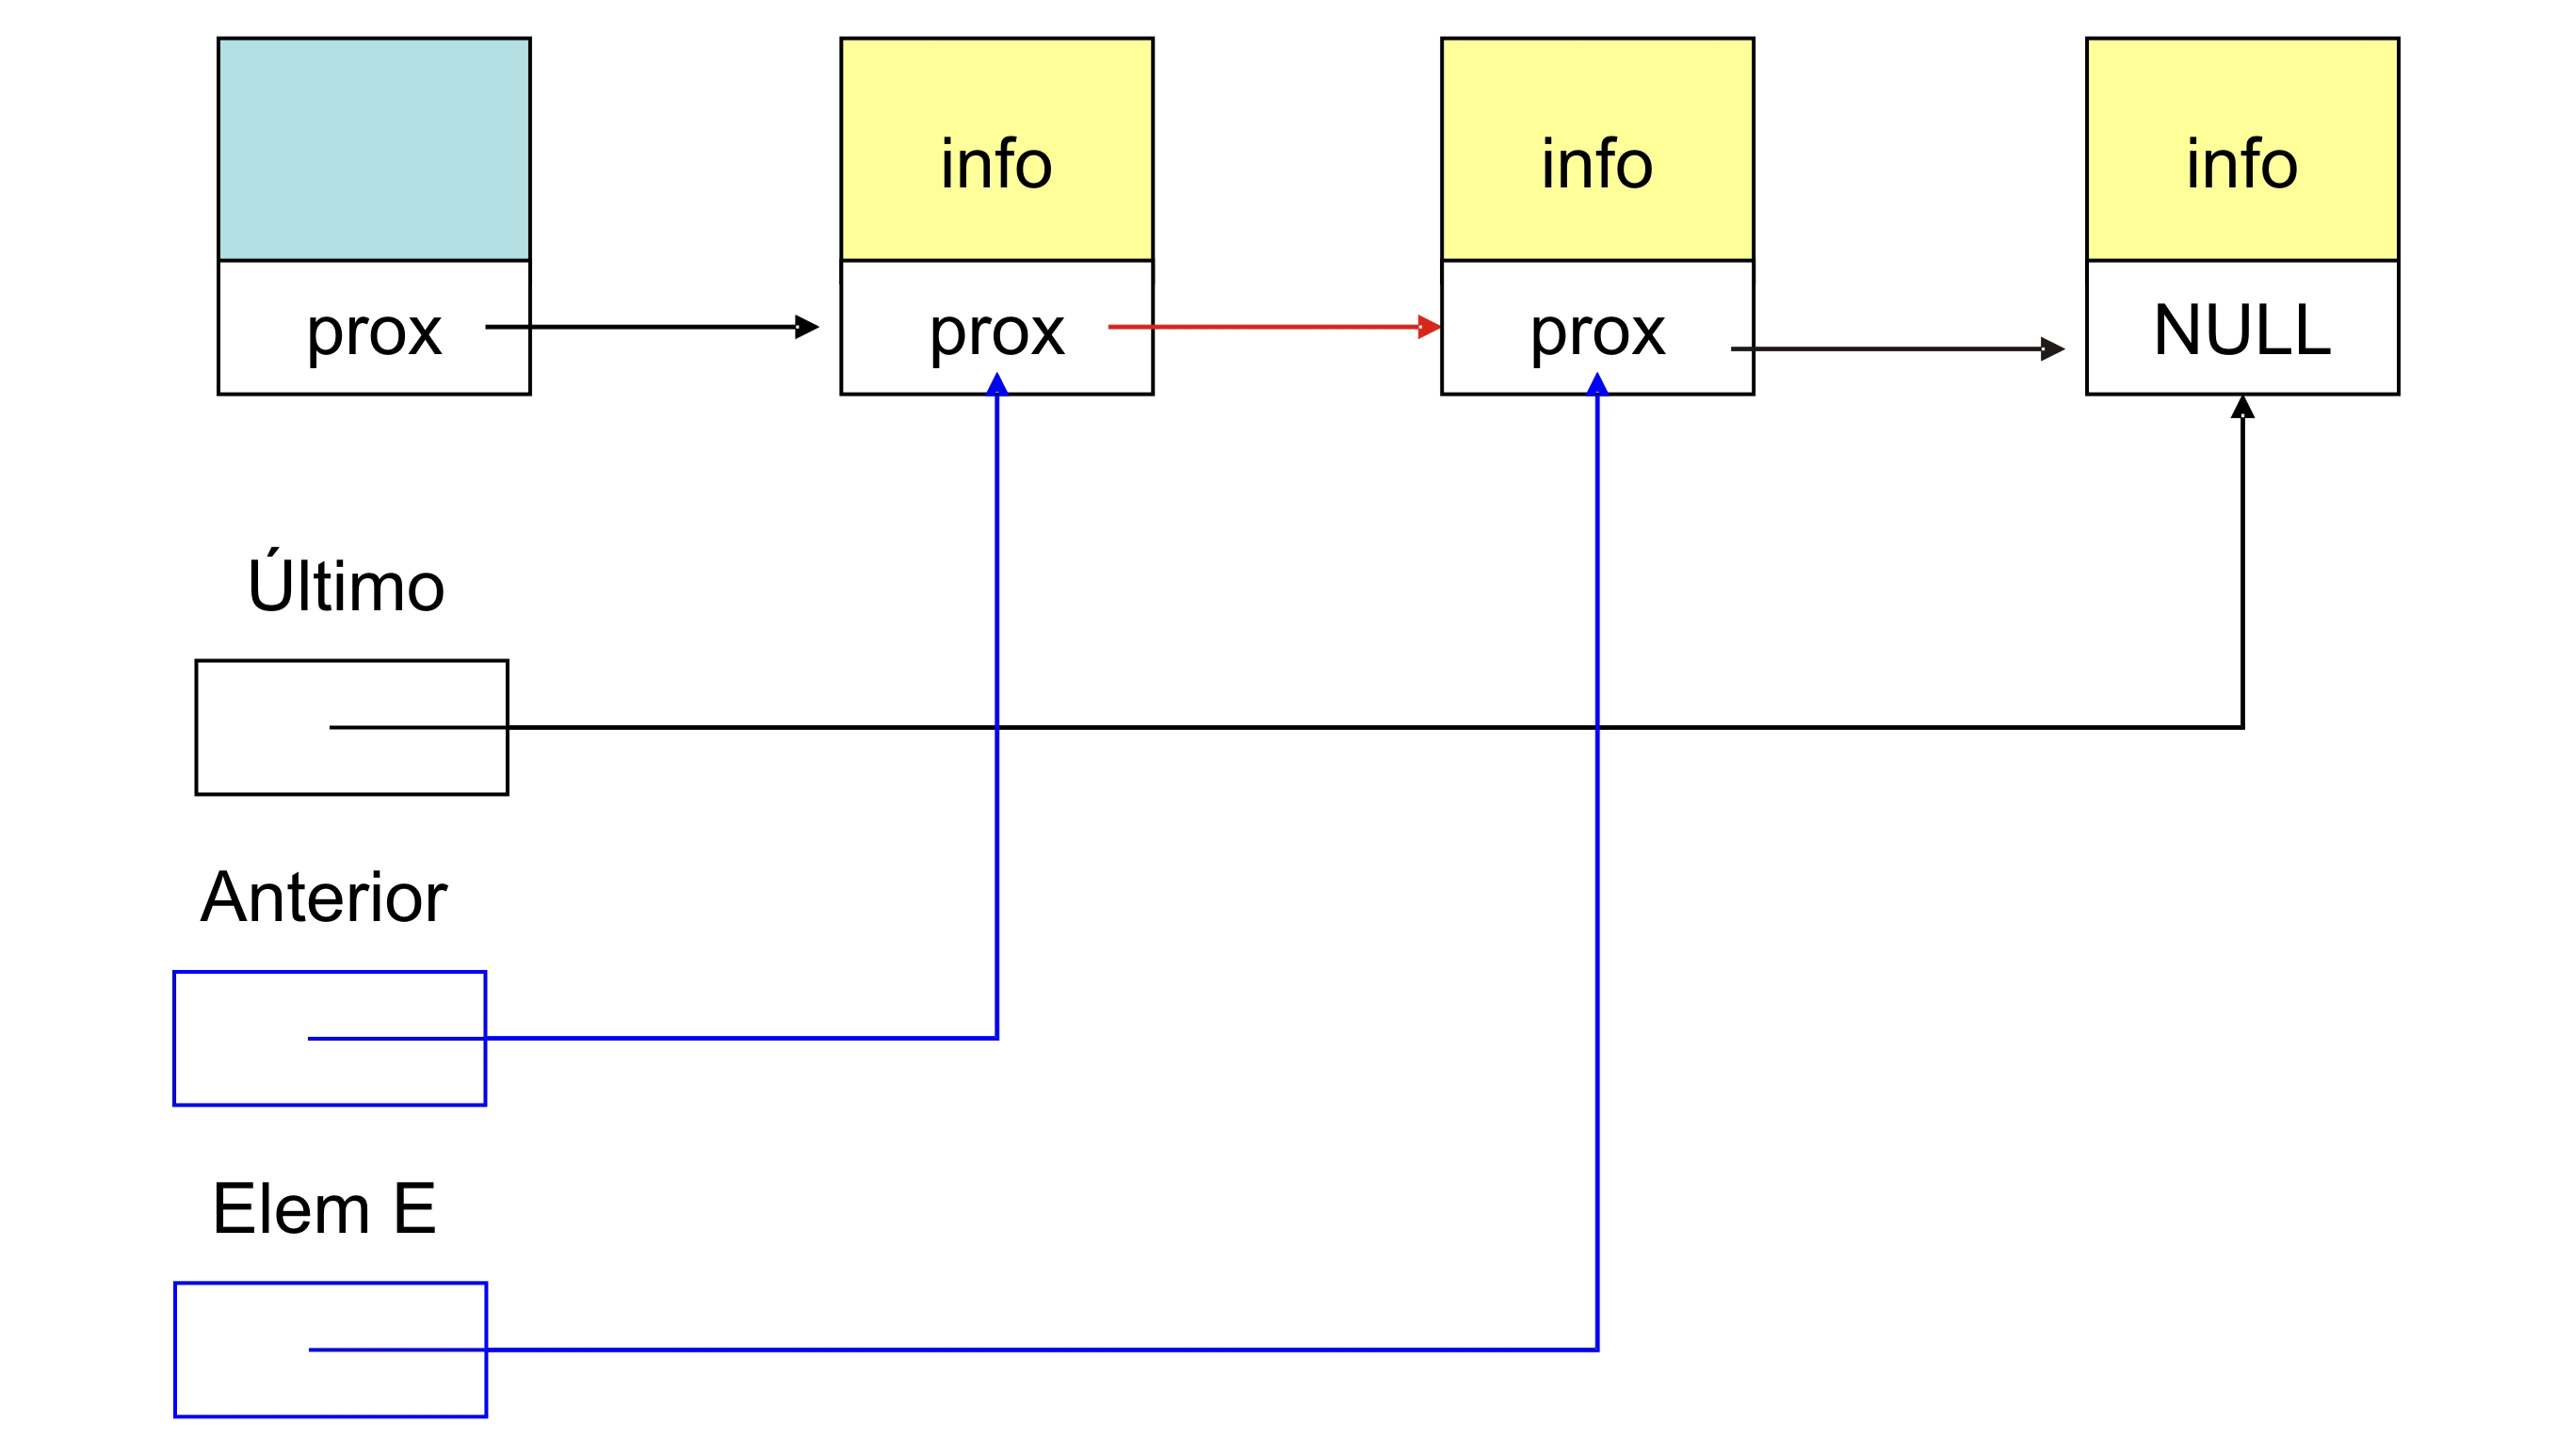 info
info
info
prox
prox
prox
NULL
Último
Anterior
Elem E